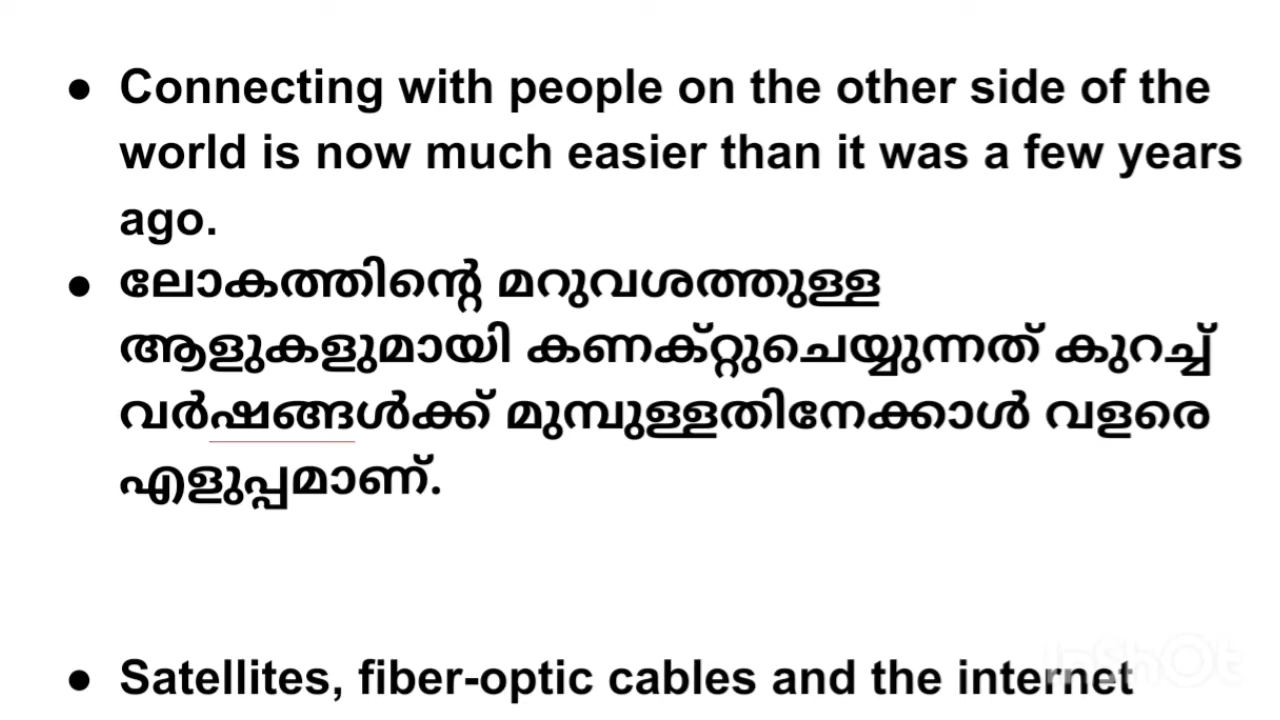 ● Connecting with people on the other side of the
world is now much easier than it was a few years
ago.
● ലോകത്തിന്റെ മറുവശത്തുള്ള
ആളുകളുമായി കണക്റ്റുചെയ്യുന്നത് കുറച്ച്
വർഷങ്ങൾക്ക് മുമ്പുള്ളതിനേക്കാൾ വളരെ
എളുപ്പമാണ്.
● Satellites, fiber-optic cables and the internet
InShOt